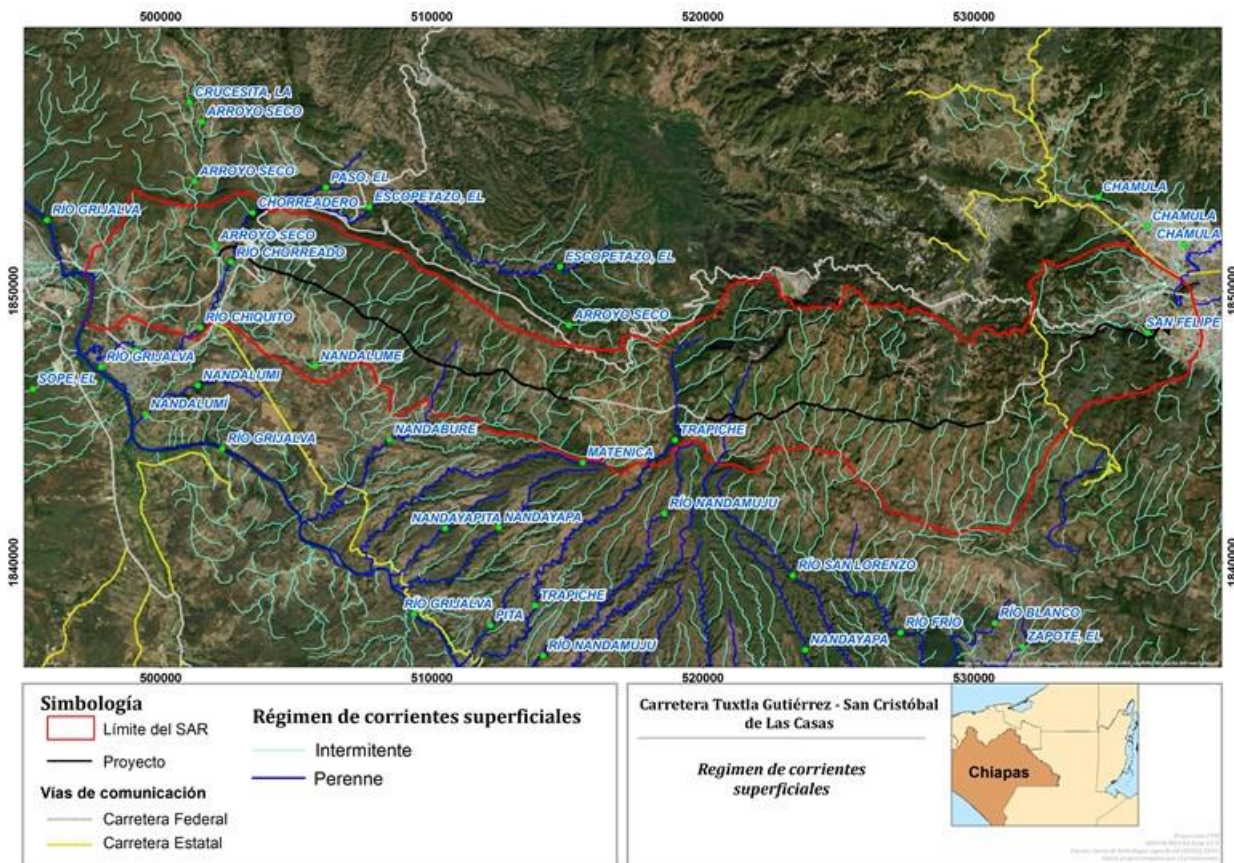 500000
510000
520000
530000
CRUCESITA, LA
ARROYO SECO
ARROYO SECO
PASO, EL
ESCOPETAZO, EL
CHORREADERO
RÍO GRIJALVA
CHAMULA
CHAMULA
CHAMULA
ARROYO SECO
RÍO CHORREADO
ESCOPETAZO, EL
1850000
1850000
RÍO CHIQUITO
ARROYO SECO
SAN FELIPE
RÍO GRIJALVA
NANDALUME
SOPE, EL
NANDALUMI
NANDALUMÍ
RÍO GRIJALVA
NANDABURE
TRAPICHE
MATENICA
RÍO NANDAMUJU
NANDAYAPITA
NANDAYAPA
1840000
1840000
RÍO SAN LORENZO
RÍO GRIJALVA
TRAPICHE
PITA
RÍO BLANCO
RÍO FRÍO
ZAPOTE, EL
NANDAYAPA
RÍO NANDAMUJU
500000
510000
520000
530000
Simbología
Límite del SAR
Proyecto
Vías de comunicación
Carretera Federal
Carretera Estatal
Régimen de corrientes superficiales
Intermitente
Perenne
Carretera Tuxtla Gutiérrez - San Cristóbal
de Las Casas
Regimen de corrientes
superficiales
Chiapas